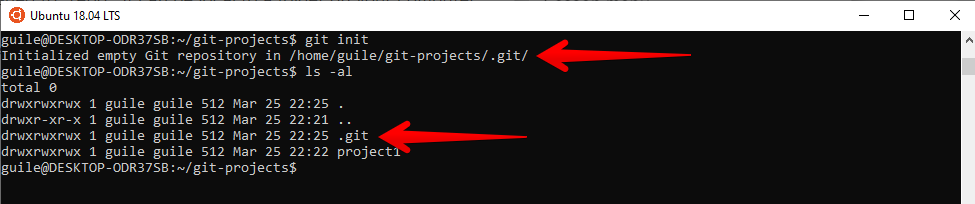 Ubuntu 18.04 LTS
guile@DESKTOP-ODR37SB:~/git-projects$ git init
Initialized empty Git repository in /home/guile/git-projects/.git/
guile@DESKTOP-ODR37SB:~/git-projects$ ls -al
total 0
drwxrwxrwx 1 guile guile 512 Mar 25 22:25 .
drwxr-xr-x 1 guile guile 512 Mar 25 22:21 ..
drwxrwxrwx 1 guile guile 512 Mar 25 22:25 .git
drwxrwxrwx 1 guile guile 512 Mar 25 22:22 project1
guile@DESKTOP-ODR37SB:~/git-projects$